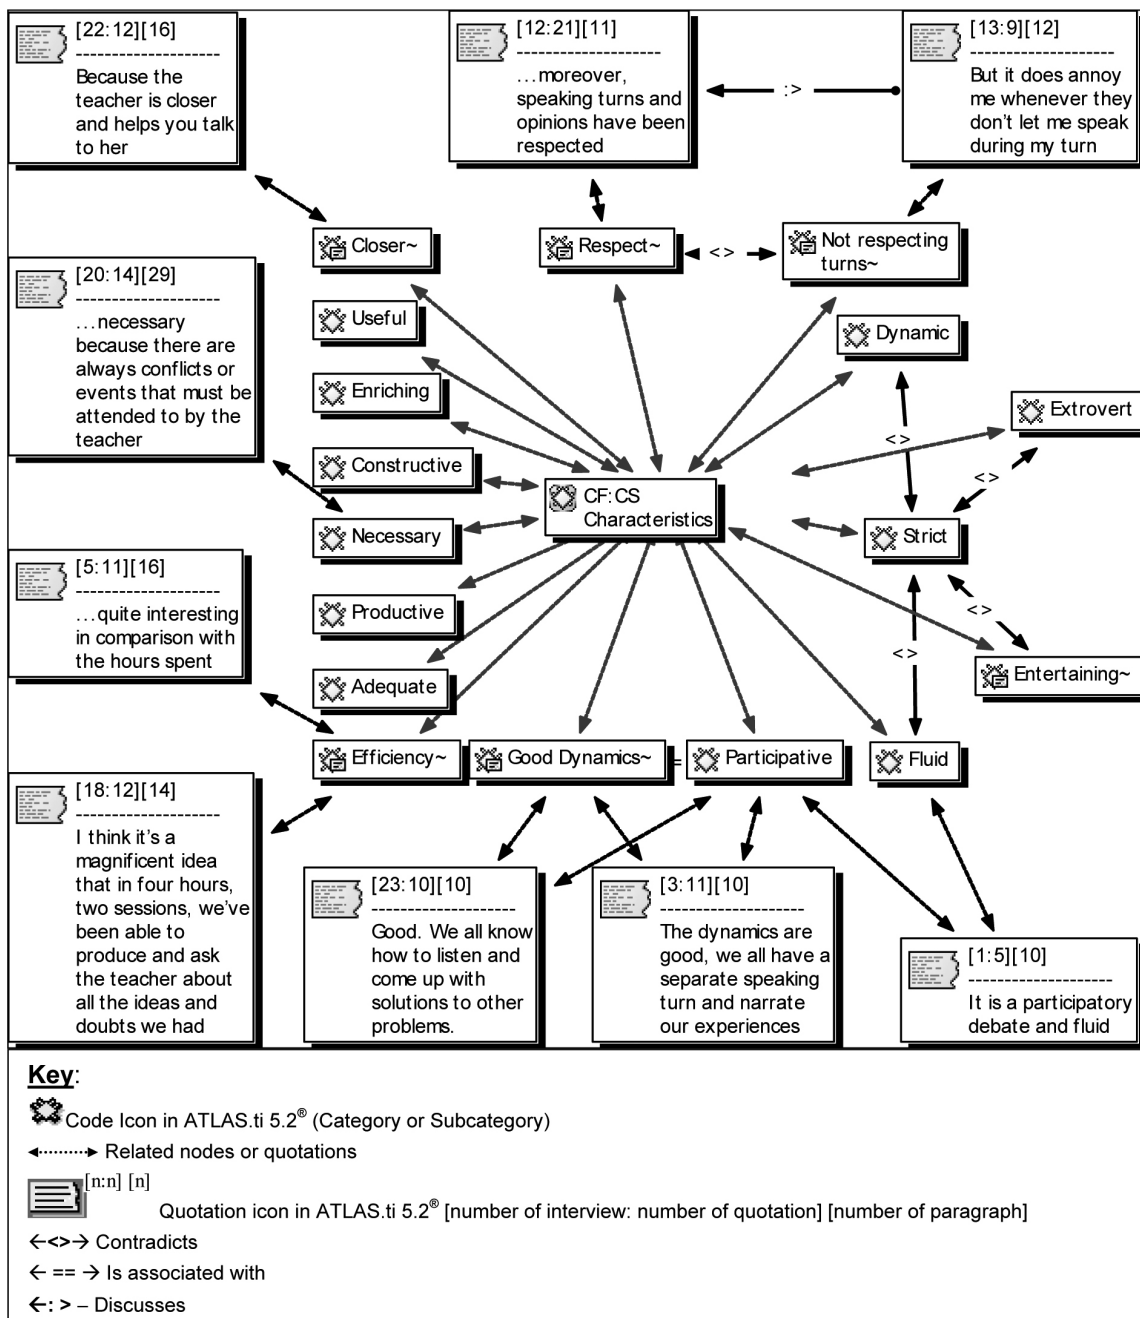 [22:12][16]
--------------------
Because the
teacher is closer
and helps you talk
to her
[12:21][11]
--------------------
…moreover,
speaking turns and
opinions have been
respected
:>
[13:9][12]
--------------------
But it does annoy
me whenever they
don't let me speak
during my turn
Closer~
Respect~
<>
Not respecting
turns~
[20:14][29]
--------------------
…necessary
because there are
always conflicts or
events that must be
attended to by the
teacher
Useful
Dynamic
Enriching
Extrovert
<>
Constructive
<>
CF:CS
Characteristics
Necessary
Strict
[5:11][16]
--------------------
…quite interesting
in comparison with
the hours spent
Productive
<>
<>
Adequate
Entertaining~
Efficiency~
Good Dynamics~
=
Participative
Fluid
[18:12][14]
--------------------
I think it's a
magnificent idea
that in four hours,
two sessions, we've
been able to
produce and ask
the teacher about
all the ideas and
doubts we had
[23:10][10]
--------------------
Good. We all know
how to listen and
come up with
solutions to other
problems.
[3:11][10]
--------------------
The dynamics are
good, we all have a
separate speaking
turn and narrate
our experiences
[1:5][10]
--------------------
It is a participatory
debate and fluid
Key:
Code Icon in ATLAS.ti 5.2® (Category or Subcategory)
Related nodes or quotations
[n:n] [n]
Quotation icon in ATLAS.ti 5.2® [number of interview: number of quotation] [number of paragraph]
←<>→ Contradicts
← == → Is associated with
←: > – Discusses